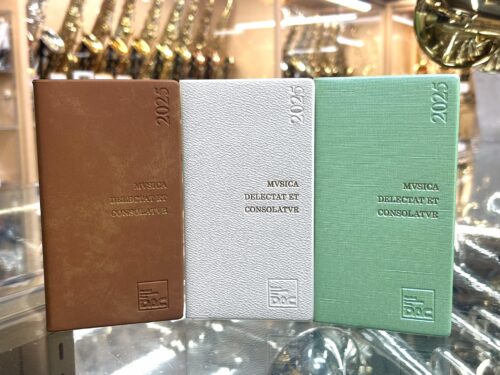 2025
MVSICA
DELECTAT ET
CONSOLATVR
2025
MVSICA
DELECTAT ET
CONSOLATVR
2025
MVSICA
DELECTAT ET
CONSOLATVR